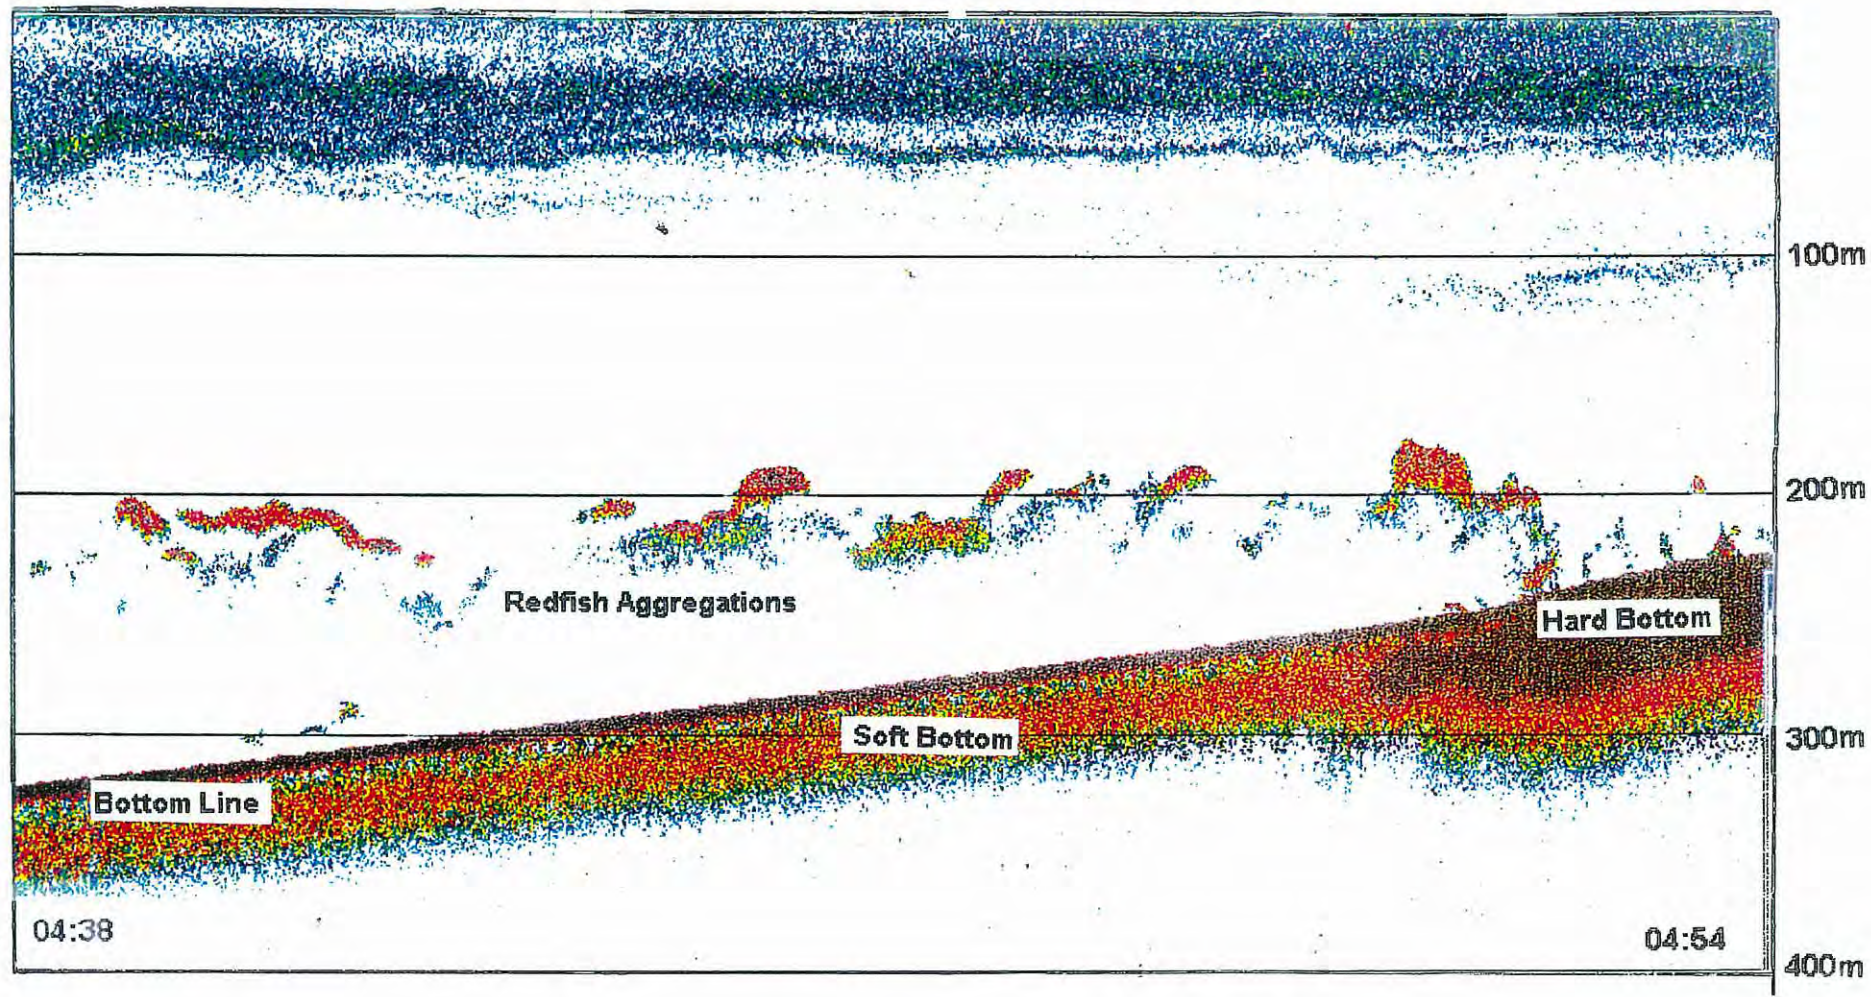 100m
200m
Redfish Aggregations
Hard Bottom
Soft Bottom
300m
Bottom Line
04:38
04:54
400m